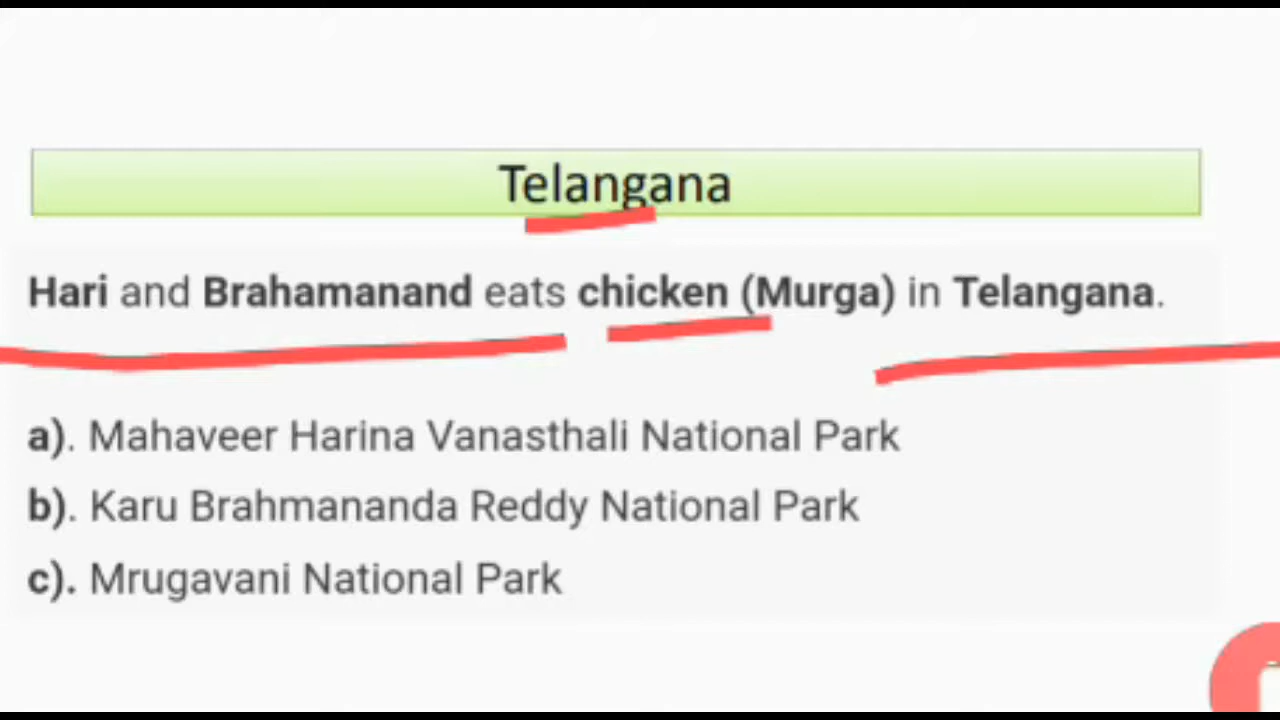 Telangana
Hari and Brahamanand eats chicken (Murga) in Telangana.
a). Mahaveer Harina Vanasthali National Park
b). Karu Brahmananda Reddy National Park
c). Mrugavani National Park